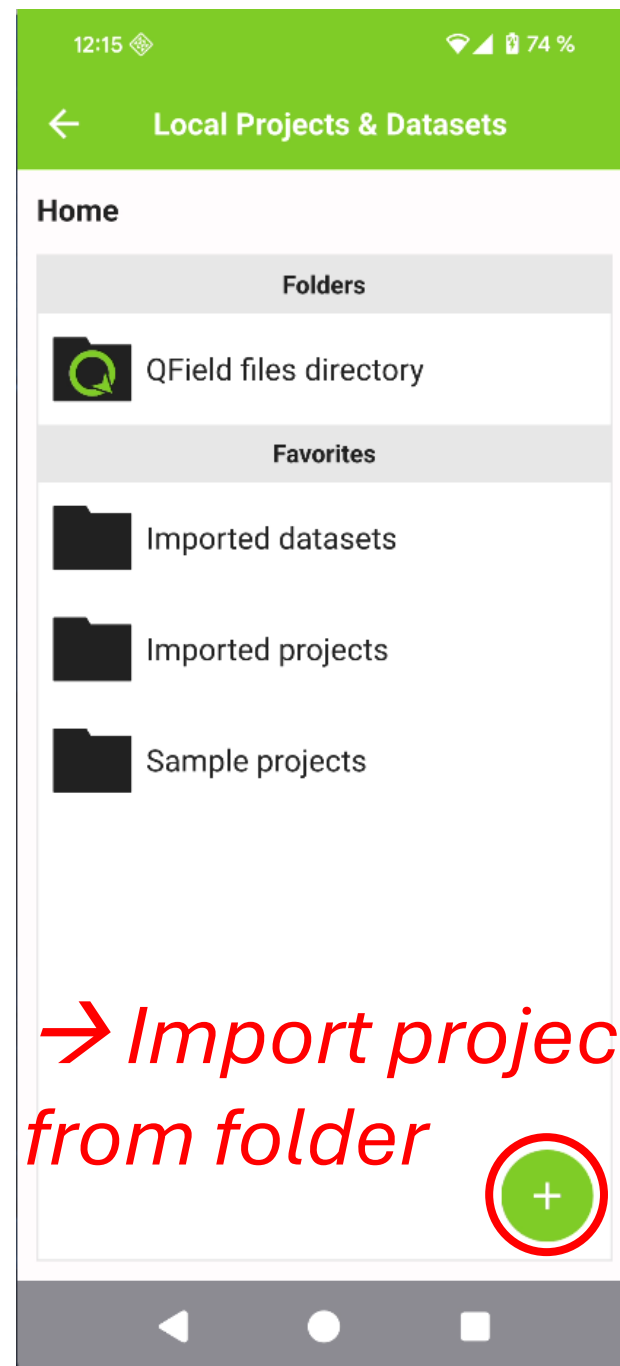 12:15 74 %
Local Projects & Datasets
Home
Folders
QField files directory
Favorites
Imported datasets
Imported projects
Sample projects
→ Import projec
from folder
+